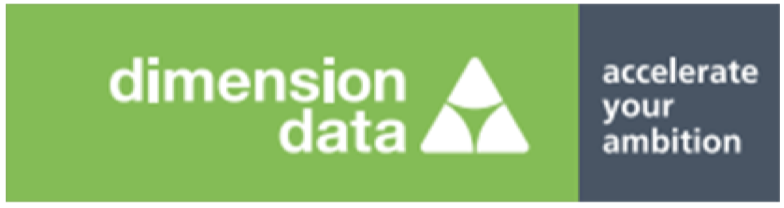 dimension
data
accelerate
your
ambition